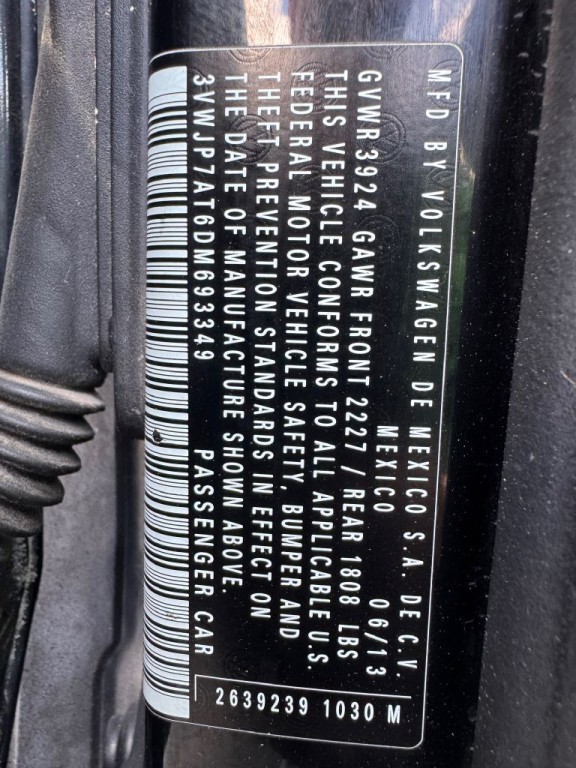 MFD BY VOLKSWAGEN DE MEXICO S.A. DE C.V.
MEXICO 06/13
GVWR3924 GAWR FRONT 2227 / REAR 1808 LBS
THIS VEHICLE CONFORMS TO ALL APPLICABLE U.S.
FEDERAL MOTOR VEHICLE SAFETY, BUMPER AND
THEFT PREVENTION STANDARDS IN EFFECT ON
THE DATE OF MANUFACTURE SHOWN ABOVE.
3VWJP7AT6DM693349 PASSENGER CAR
2639239 1030 M